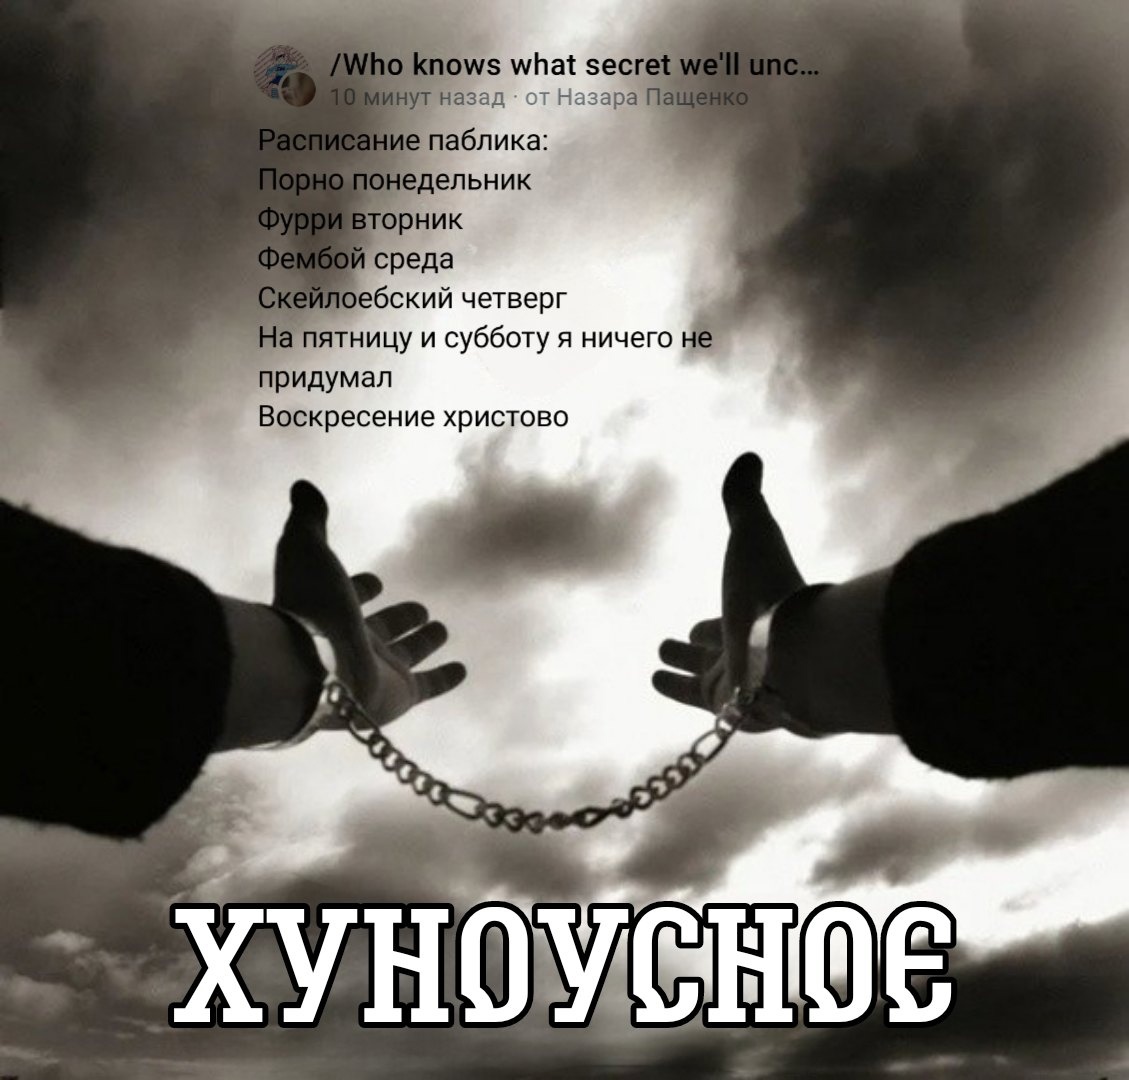 /Who knows what secret we'll unc...
10 минут назад · от Назара Пащенко
Расписание паблика:
Порно понедельник
Фурри вторник
Фембой среда
Скейлоебский четверг
На пятницу и субботу я ничего не
придумал
Воскресение христово
ХУНОУСНОЕ